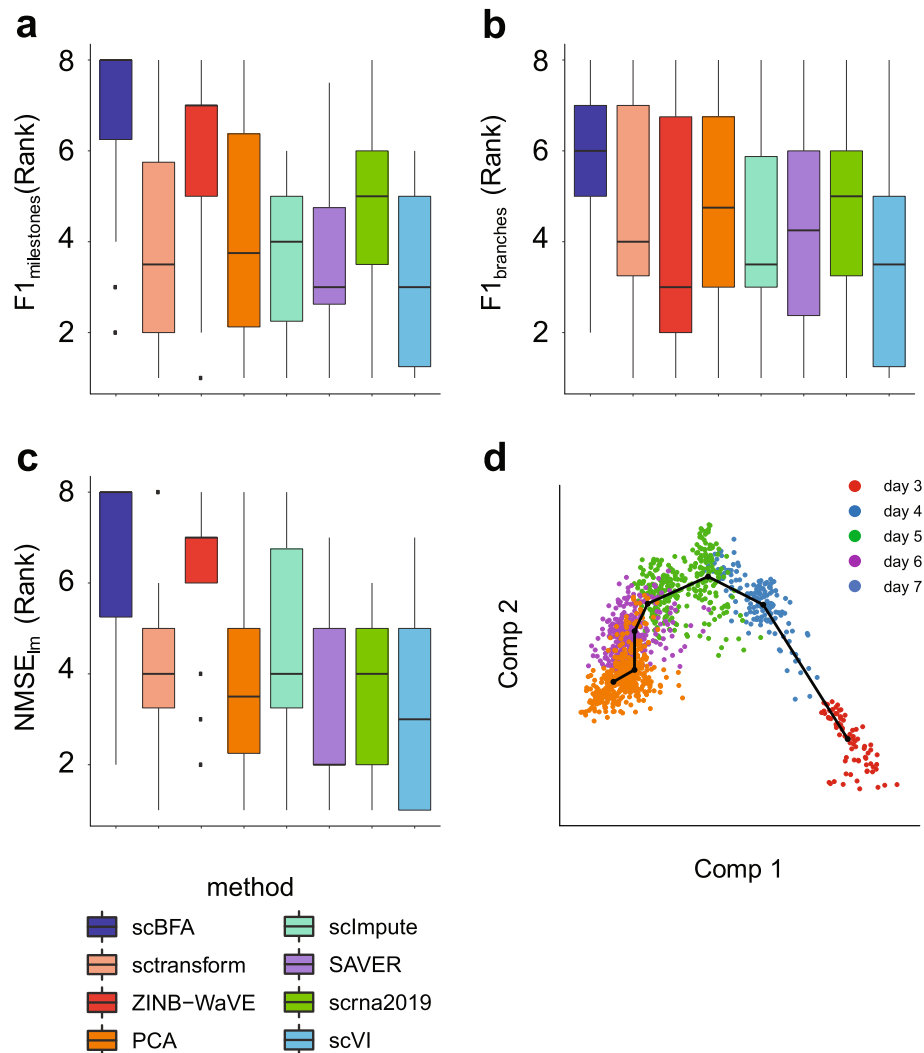 a
8
6
4
2
F1milestones(Rank)
b
8
6
4
2
F1branches (Rank)
c
8
6
4
2
NMSElm (Rank)
d
day 3
day 4
day 5
day 6
day 7
Comp 2
Comp 1
method
scBFA
sctransform
ZINB−WaVE
PCA
scImpute
SAVER
scrna2019
scVI